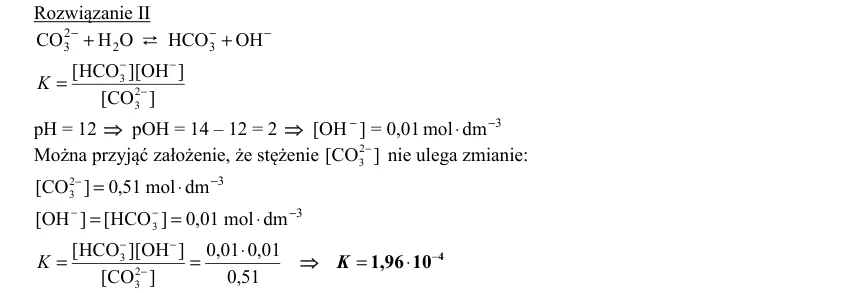 Rozwiązanie II
CO₃²⁻ + H₂O ⇌ HCO₃⁻ + OH⁻
K = [HCO₃⁻][OH⁻] / [CO₃²⁻]
pH = 12 ⇒ pOH = 14 – 12 = 2 ⇒ [OH⁻] = 0,01 mol · dm⁻³
Można przyjąć założenie, że stężenie [CO₃²⁻] nie ulega zmianie:
[CO₃²⁻] = 0,51 mol · dm⁻³
[OH⁻] = [HCO₃⁻] = 0,01 mol · dm⁻³
K = [HCO₃⁻][OH⁻] / [CO₃²⁻] = 0,01 · 0,01 / 0,51 ⇒ K = 1,96 · 10⁻⁴